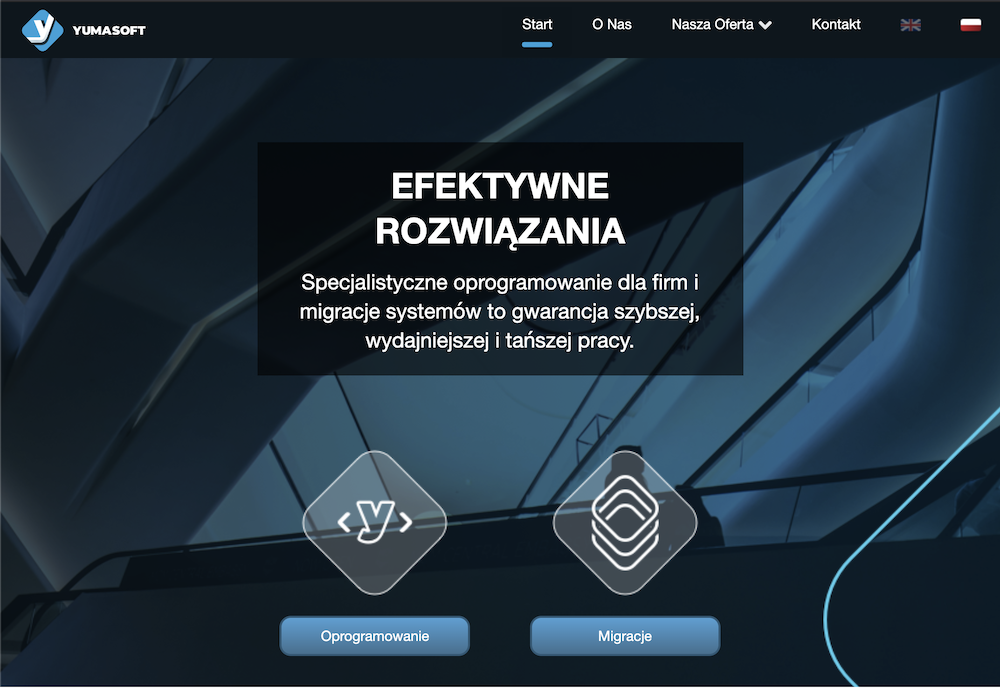 YUMASOFT
Start O Nas Nasza Oferta Kontakt
EFEKTYWNE
ROZWIĄZANIA
Specjalistyczne oprogramowanie dla firm i
migracje systemów to gwarancja szybszej,
wydajniejszej i tańszej pracy.
<y>
Oprogramowanie Migracje